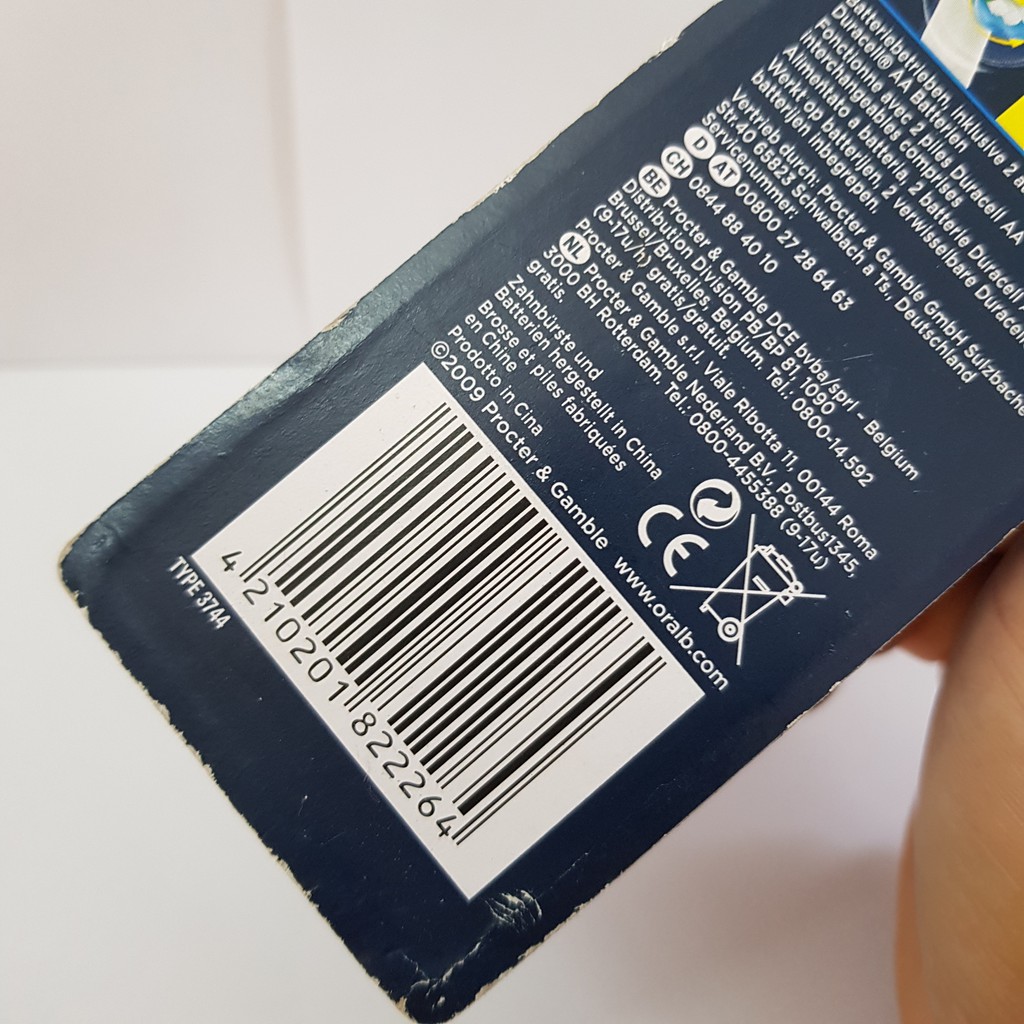 Batteriebetrieben, inklusive 2 a
Duracell® AA Batterien
Fonctionne avec 2 piles Duracell AA
interchangeables comprises
Alimentato a batteria, 2 batterie Duracell
Werkt op batterijen, 2 verwisselbare Duracell
batterijen inbegrepen.
Vertrieb durch: Procter & Gamble GmbH Sulzbache
Str.40 65823 Schwalbach a Ts, Deutschland
Servicenummer:
D AT 00800 27 28 64 63
CH 0844 88 40 10
BE Procter & Gamble DCE bvba/sprl - Belgium
Distribution Division PB/BP 81 1090
Brussel/Bruxelles Belgium. Tel.: 0800-14.592
(9-17u/h) gratis/gratuit
Procter & Gamble s.r.l. Viale Ribotta 11, 00144 Roma
NL Procter & Gamble Nederland B.V., Postbus1345,
3000 BH Rotterdam. Tel.: 0800-4455388 (9-17u)
gratis.
Zahnbürste und
Batterien hergestellt in China
Brosse et piles fabriquées
en Chine
Prodotto in Cina
©2009 Procter & Gamble www.oralb.com
CE
4 210201 822264
TYPE 3744